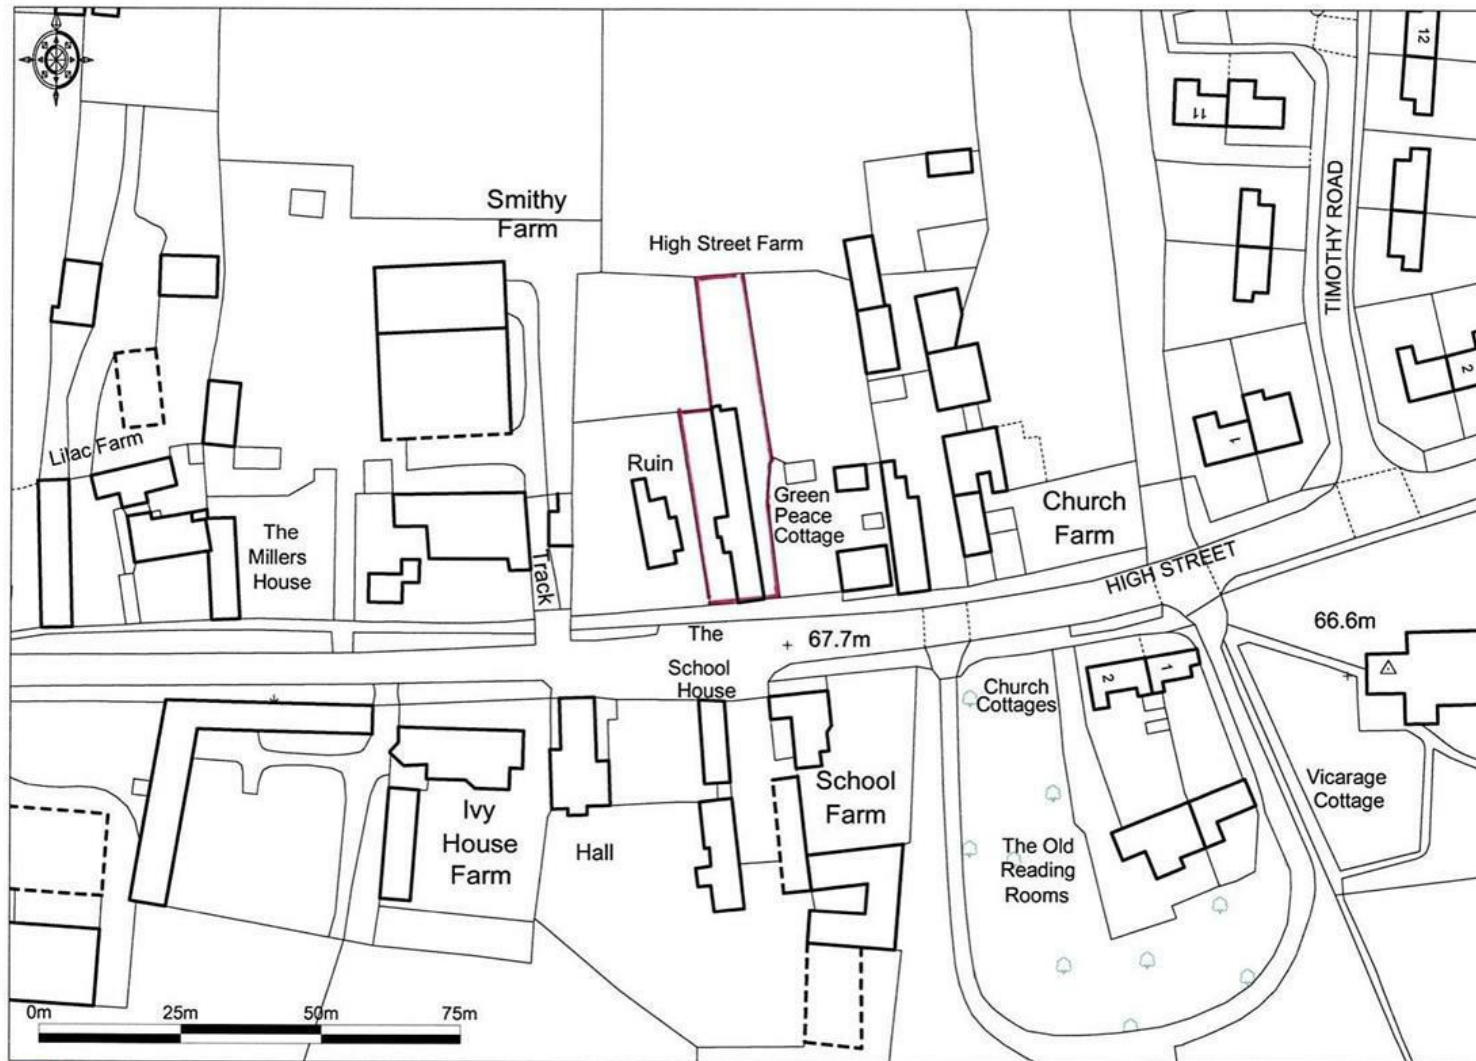 12
11
TIMOTHY ROAD
Smithy
Farm
High Street Farm
2
1
Lilac Farm
Ruin
Green
Peace
Cottage
Church
Farm
The
Millers
House
Track
HIGH STREET
The
School
House
67.7m
66.6m
Church
Cottages
2
1
School
Farm
Vicarage
Cottage
Ivy
House
Farm
Hall
The Old
Reading
Rooms
0m 25m 50m 75m